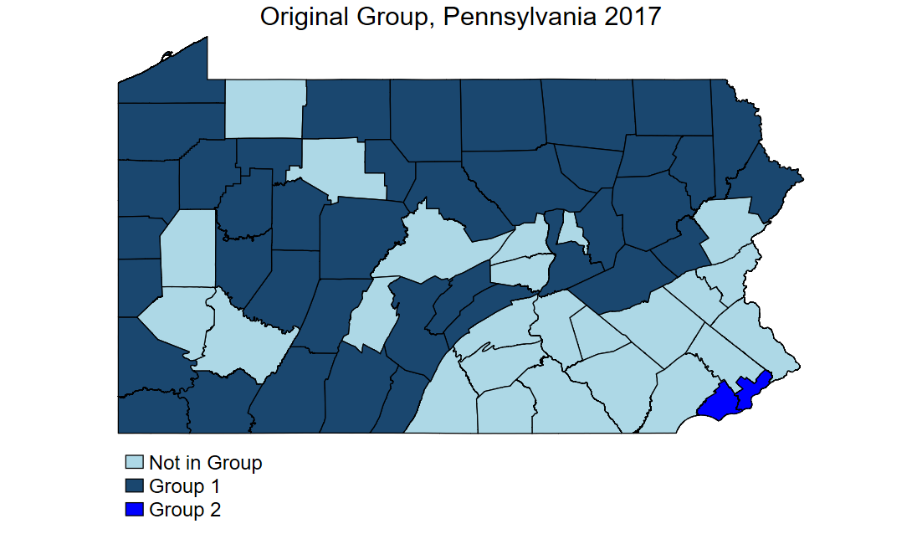 Original Group, Pennsylvania 2017
Not in Group
Group 1
Group 2